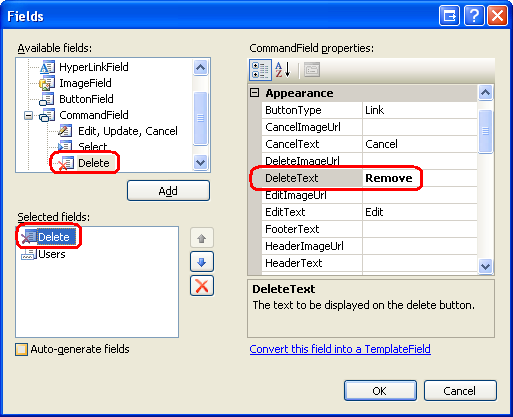 Fields
Available fields:
HyperLinkField
ImageField
ButtonField
CommandField
Edit, Update, Cancel
Select
Delete
Add
Selected fields:
Delete
Users
Auto-generate fields
CommandField properties:
Appearance
ButtonType Link
CancelImageUrl
CancelText Cancel
DeleteImageUrl
DeleteText Remove
EditImageUrl
EditText Edit
FooterText
HeaderImageUrl
HeaderText
DeleteText
The text to be displayed on the delete button.
Convert this field into a TemplateField
OK Cancel